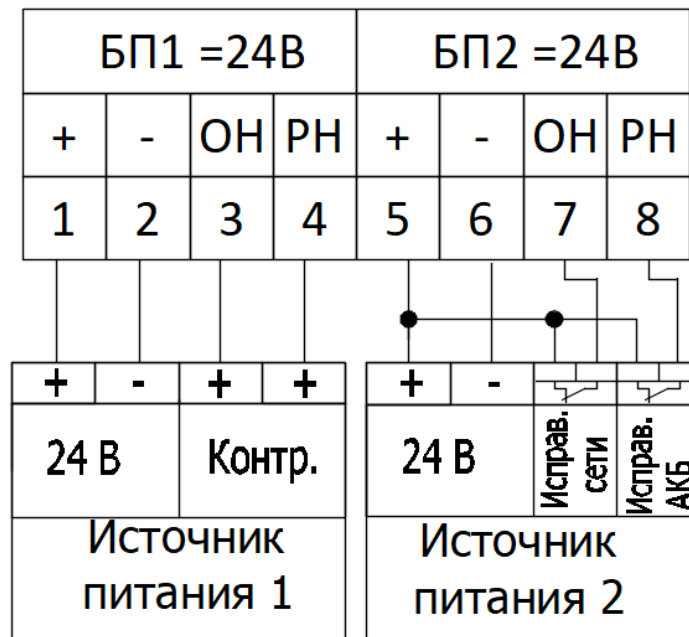 БП1 =24В БП2 =24В
+ - ОН РН + - ОН РН
1 2 3 4 5 6 7 8
+ - + + + -
24 В Контр. 24 В Исправ. сети Исправ. АКБ
Источник питания 1
Источник питания 2